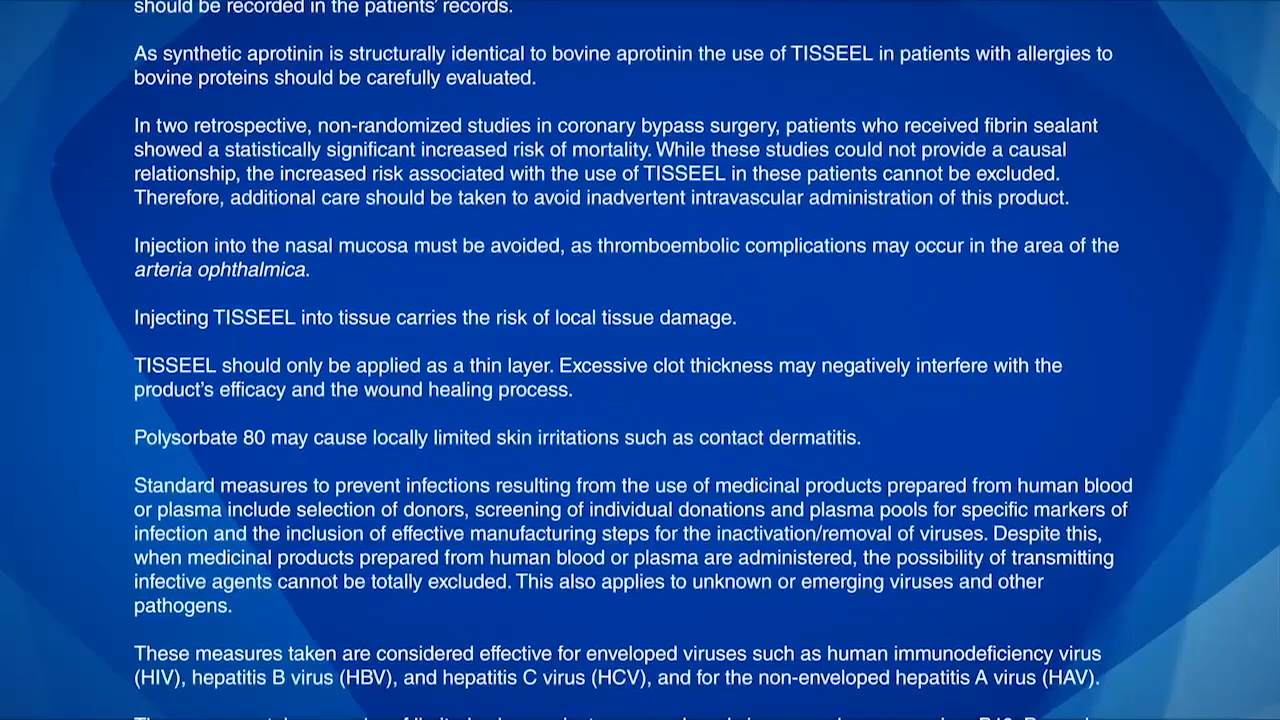 should be recorded in the patients’ records.
As synthetic aprotinin is structurally identical to bovine aprotinin the use of TISSEEL in patients with allergies to
bovine proteins should be carefully evaluated.
In two retrospective, non-randomized studies in coronary bypass surgery, patients who received fibrin sealant
showed a statistically significant increased risk of mortality. While these studies could not provide a causal
relationship, the increased risk associated with the use of TISSEEL in these patients cannot be excluded.
Therefore, additional care should be taken to avoid inadvertent intravascular administration of this product.
Injection into the nasal mucosa must be avoided, as thromboembolic complications may occur in the area of the
arteria ophthalmica.
Injecting TISSEEL into tissue carries the risk of local tissue damage.
TISSEEL should only be applied as a thin layer. Excessive clot thickness may negatively interfere with the
product’s efficacy and the wound healing process.
Polysorbate 80 may cause locally limited skin irritations such as contact dermatitis.
Standard measures to prevent infections resulting from the use of medicinal products prepared from human blood
or plasma include selection of donors, screening of individual donations and plasma pools for specific markers of
infection and the inclusion of effective manufacturing steps for the inactivation/removal of viruses. Despite this,
when medicinal products prepared from human blood or plasma are administered, the possibility of transmitting
infective agents cannot be totally excluded. This also applies to unknown or emerging viruses and other
pathogens.
These measures taken are considered effective for enveloped viruses such as human immunodeficiency virus
(HIV), hepatitis B virus (HBV), and hepatitis C virus (HCV), and for the non-enveloped hepatitis A virus (HAV).